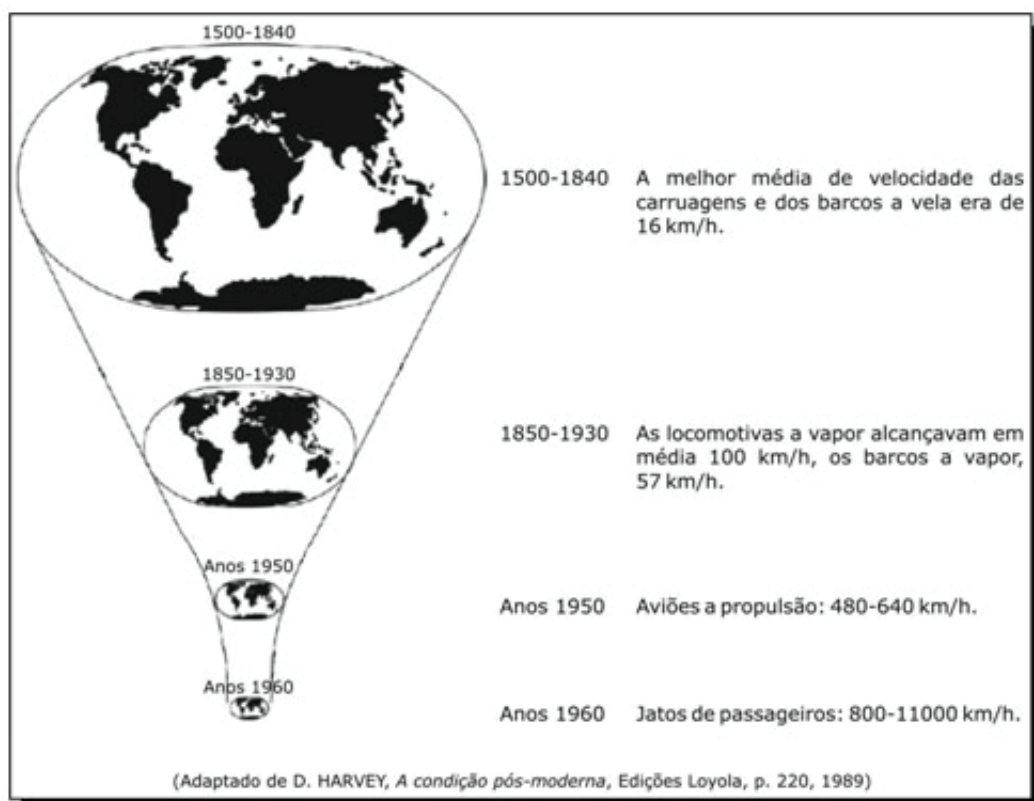 1500-1840
1500-1840 A melhor média de velocidade das
carruagens e dos barcos a vela era de
16 km/h.
1850-1930
1850-1930 As locomotivas a vapor alcançavam em
média 100 km/h, os barcos a vapor,
57 km/h.
Anos 1950
Anos 1950 Aviões a propulsão: 480-640 km/h.
Anos 1960
Anos 1960 Jatos de passageiros: 800-11000 km/h.
(Adaptado de D. HARVEY, A condição pós-moderna, Edições Loyola, p. 220, 1989)